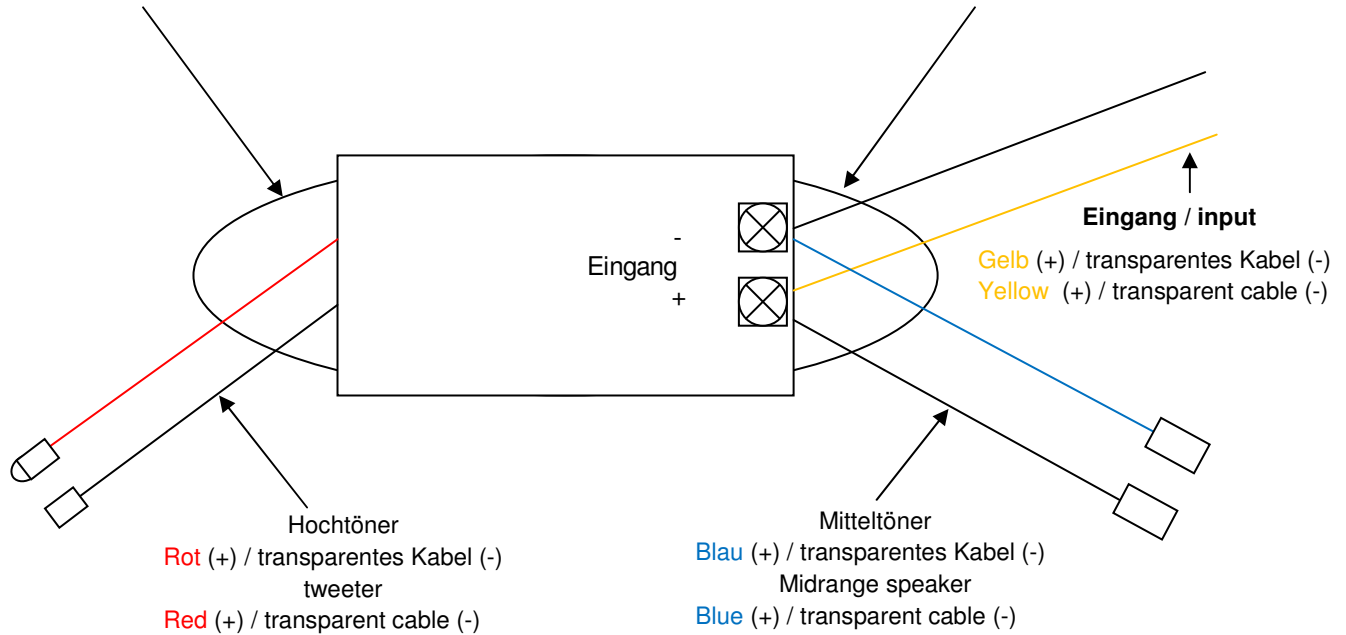 -
Eingang
+
Eingang / input
Gelb (+) / transparentes Kabel (-)
Yellow (+) / transparent cable (-)
Hochtöner
Rot (+) / transparentes Kabel (-)
tweeter
Red (+) / transparent cable (-)
Mitteltöner
Blau (+) / transparentes Kabel (-)
Midrange speaker
Blue (+) / transparent cable (-)